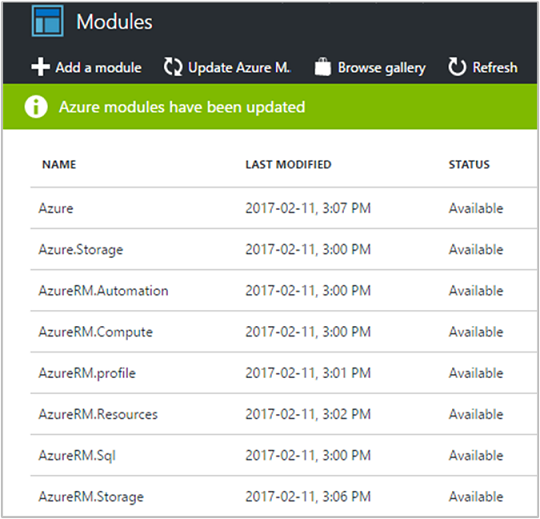 Modules
Add a module Update Azure M. Browse gallery Refresh
Azure modules have been updated
NAME LAST MODIFIED STATUS
Azure 2017-02-11, 3:07 PM Available
Azure.Storage 2017-02-11, 3:00 PM Available
AzureRM.Automation 2017-02-11, 3:00 PM Available
AzureRM.Compute 2017-02-11, 3:00 PM Available
AzureRM.profile 2017-02-11, 3:01 PM Available
AzureRM.Resources 2017-02-11, 3:02 PM Available
AzureRM.Sql 2017-02-11, 3:00 PM Available
AzureRM.Storage 2017-02-11, 3:06 PM Available